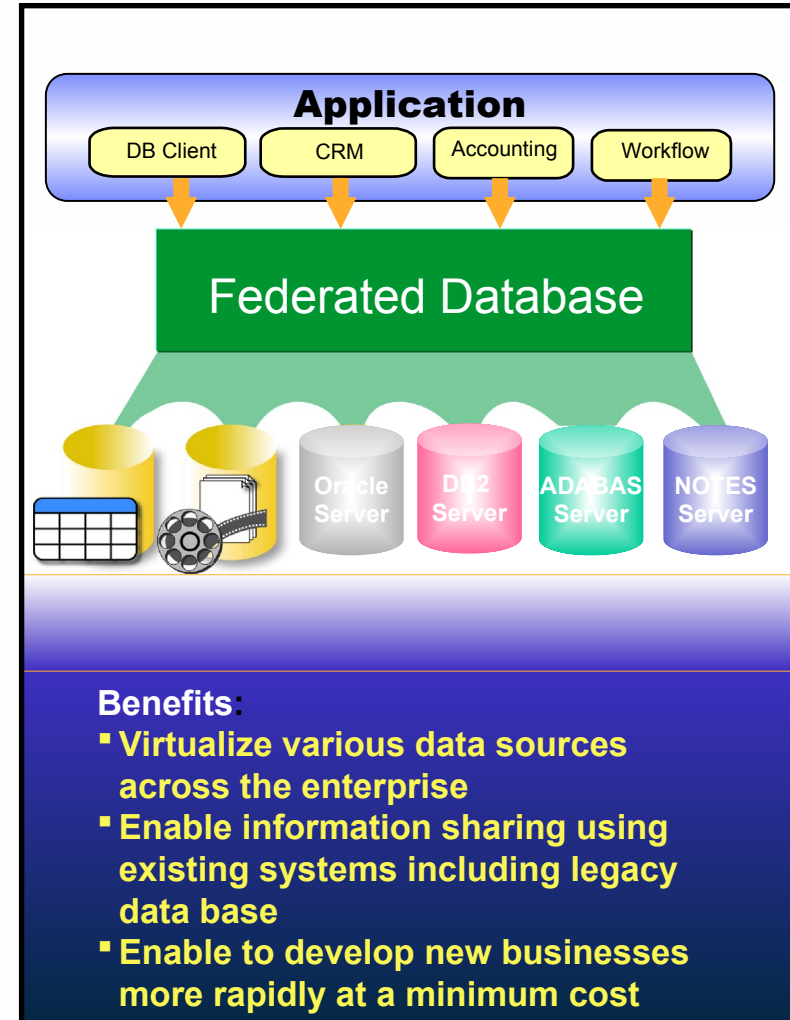 Application
DB Client CRM Accounting Workflow
Federated Database
Oracle Server
DB2 Server
ADABAS Server
NOTES Server
Benefits:
▪ Virtualize various data sources
across the enterprise
▪ Enable information sharing using
existing systems including legacy
data base
▪ Enable to develop new businesses
more rapidly at a minimum cost